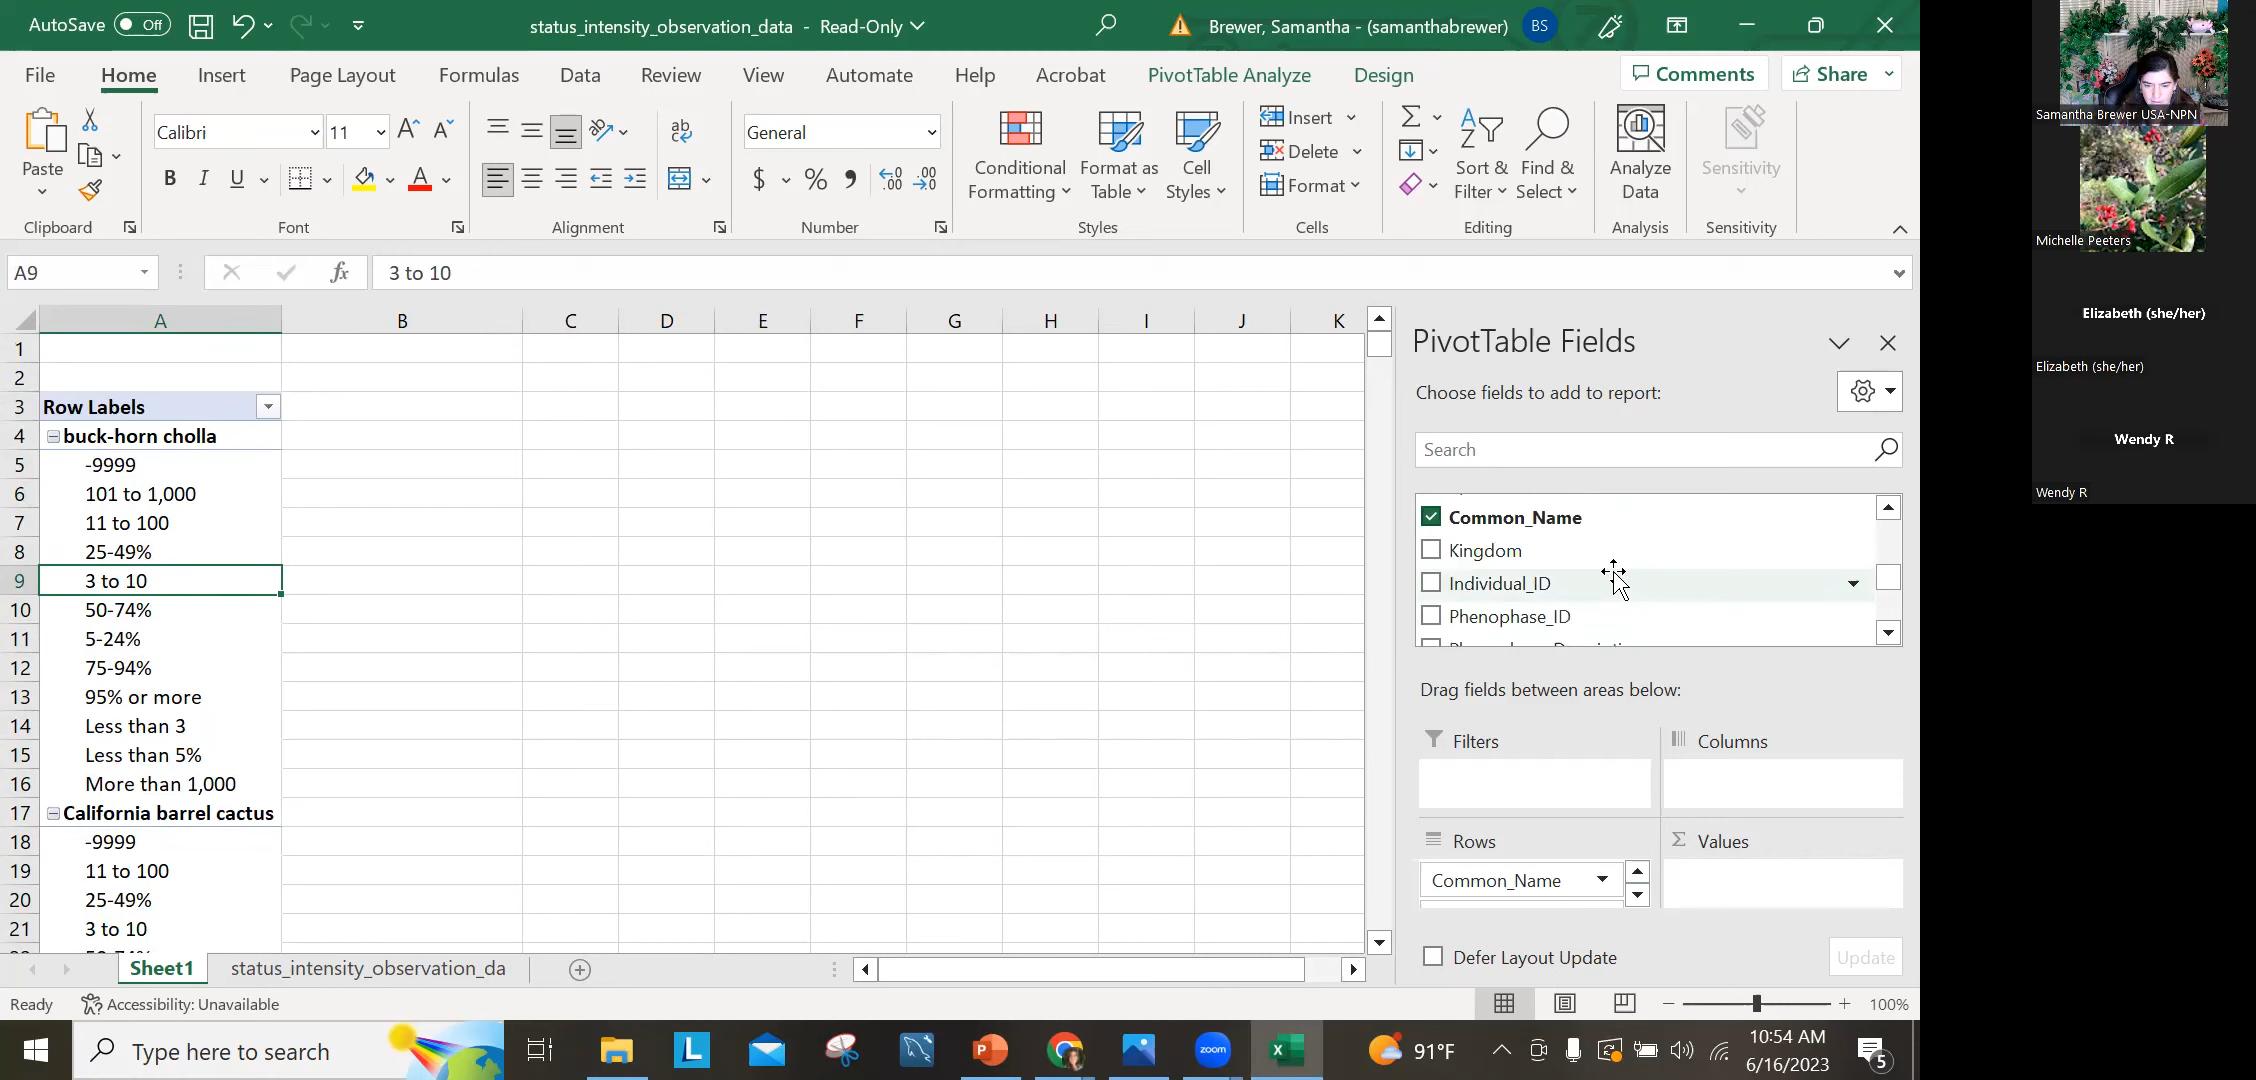 AutoSave Off
status_intensity_observation_data - Read-Only
Brewer, Samantha - (samanthabrewer) BS
File Home Insert Page Layout Formulas Data Review View Automate Help Acrobat PivotTable Analyze Design Comments Share
Calibri 11
General
Insert
Delete
Format
Paste
Conditional Formatting
Format as Table
Cell Styles
Sort & Filter
Find & Select
Analyze Data
Sensitivity
Clipboard Font Alignment Number Styles Cells Editing Analysis Sensitivity
A9 fx 3 to 10
A B C D E F G H I J K
1
2
3 Row Labels
4 buck-horn cholla
5 -9999
6 101 to 1,000
7 11 to 100
8 25-49%
9 3 to 10
10 50-74%
11 5-24%
12 75-94%
13 95% or more
14 Less than 3
15 Less than 5%
16 More than 1,000
17 California barrel cactus
18 -9999
19 11 to 100
20 25-49%
21 3 to 10
PivotTable Fields
Choose fields to add to report:
Search
Common_Name
Kingdom
Individual_ID
Phenophase_ID
Drag fields between areas below:
Filters Columns
Rows Values
Common_Name
Defer Layout Update Update
Sheet1 status_intensity_observation_da
Ready Accessibility: Unavailable 100%
Type here to search
L
P
zoom
X
91°F
10:54 AM
6/16/2023
5
Samantha Brewer USA-NPN
Michelle Peeters
Elizabeth (she/her)
Elizabeth (she/her)
Wendy R
Wendy R